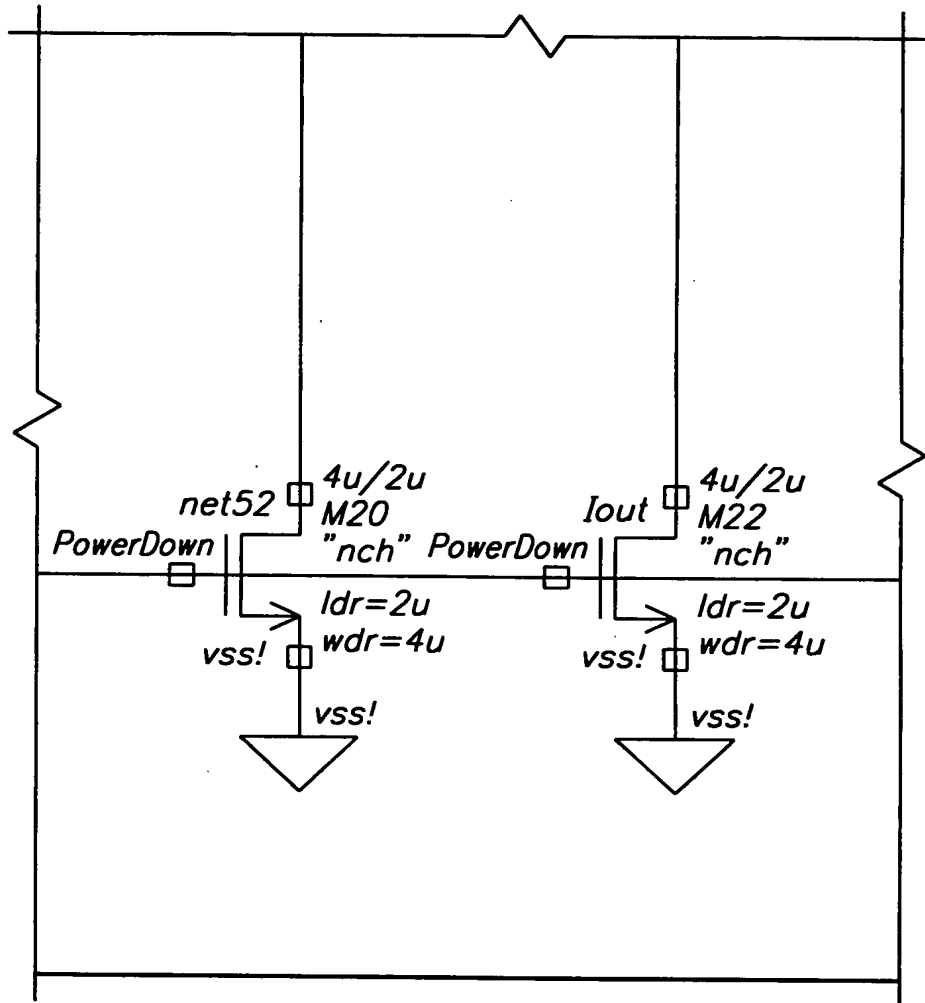 4u/2u
net52
M20
"nch"
PowerDown
ldr=2u
wdr=4u
vss!
vss!
4u/2u
Iout
M22
"nch"
PowerDown
ldr=2u
wdr=4u
vss!
vss!